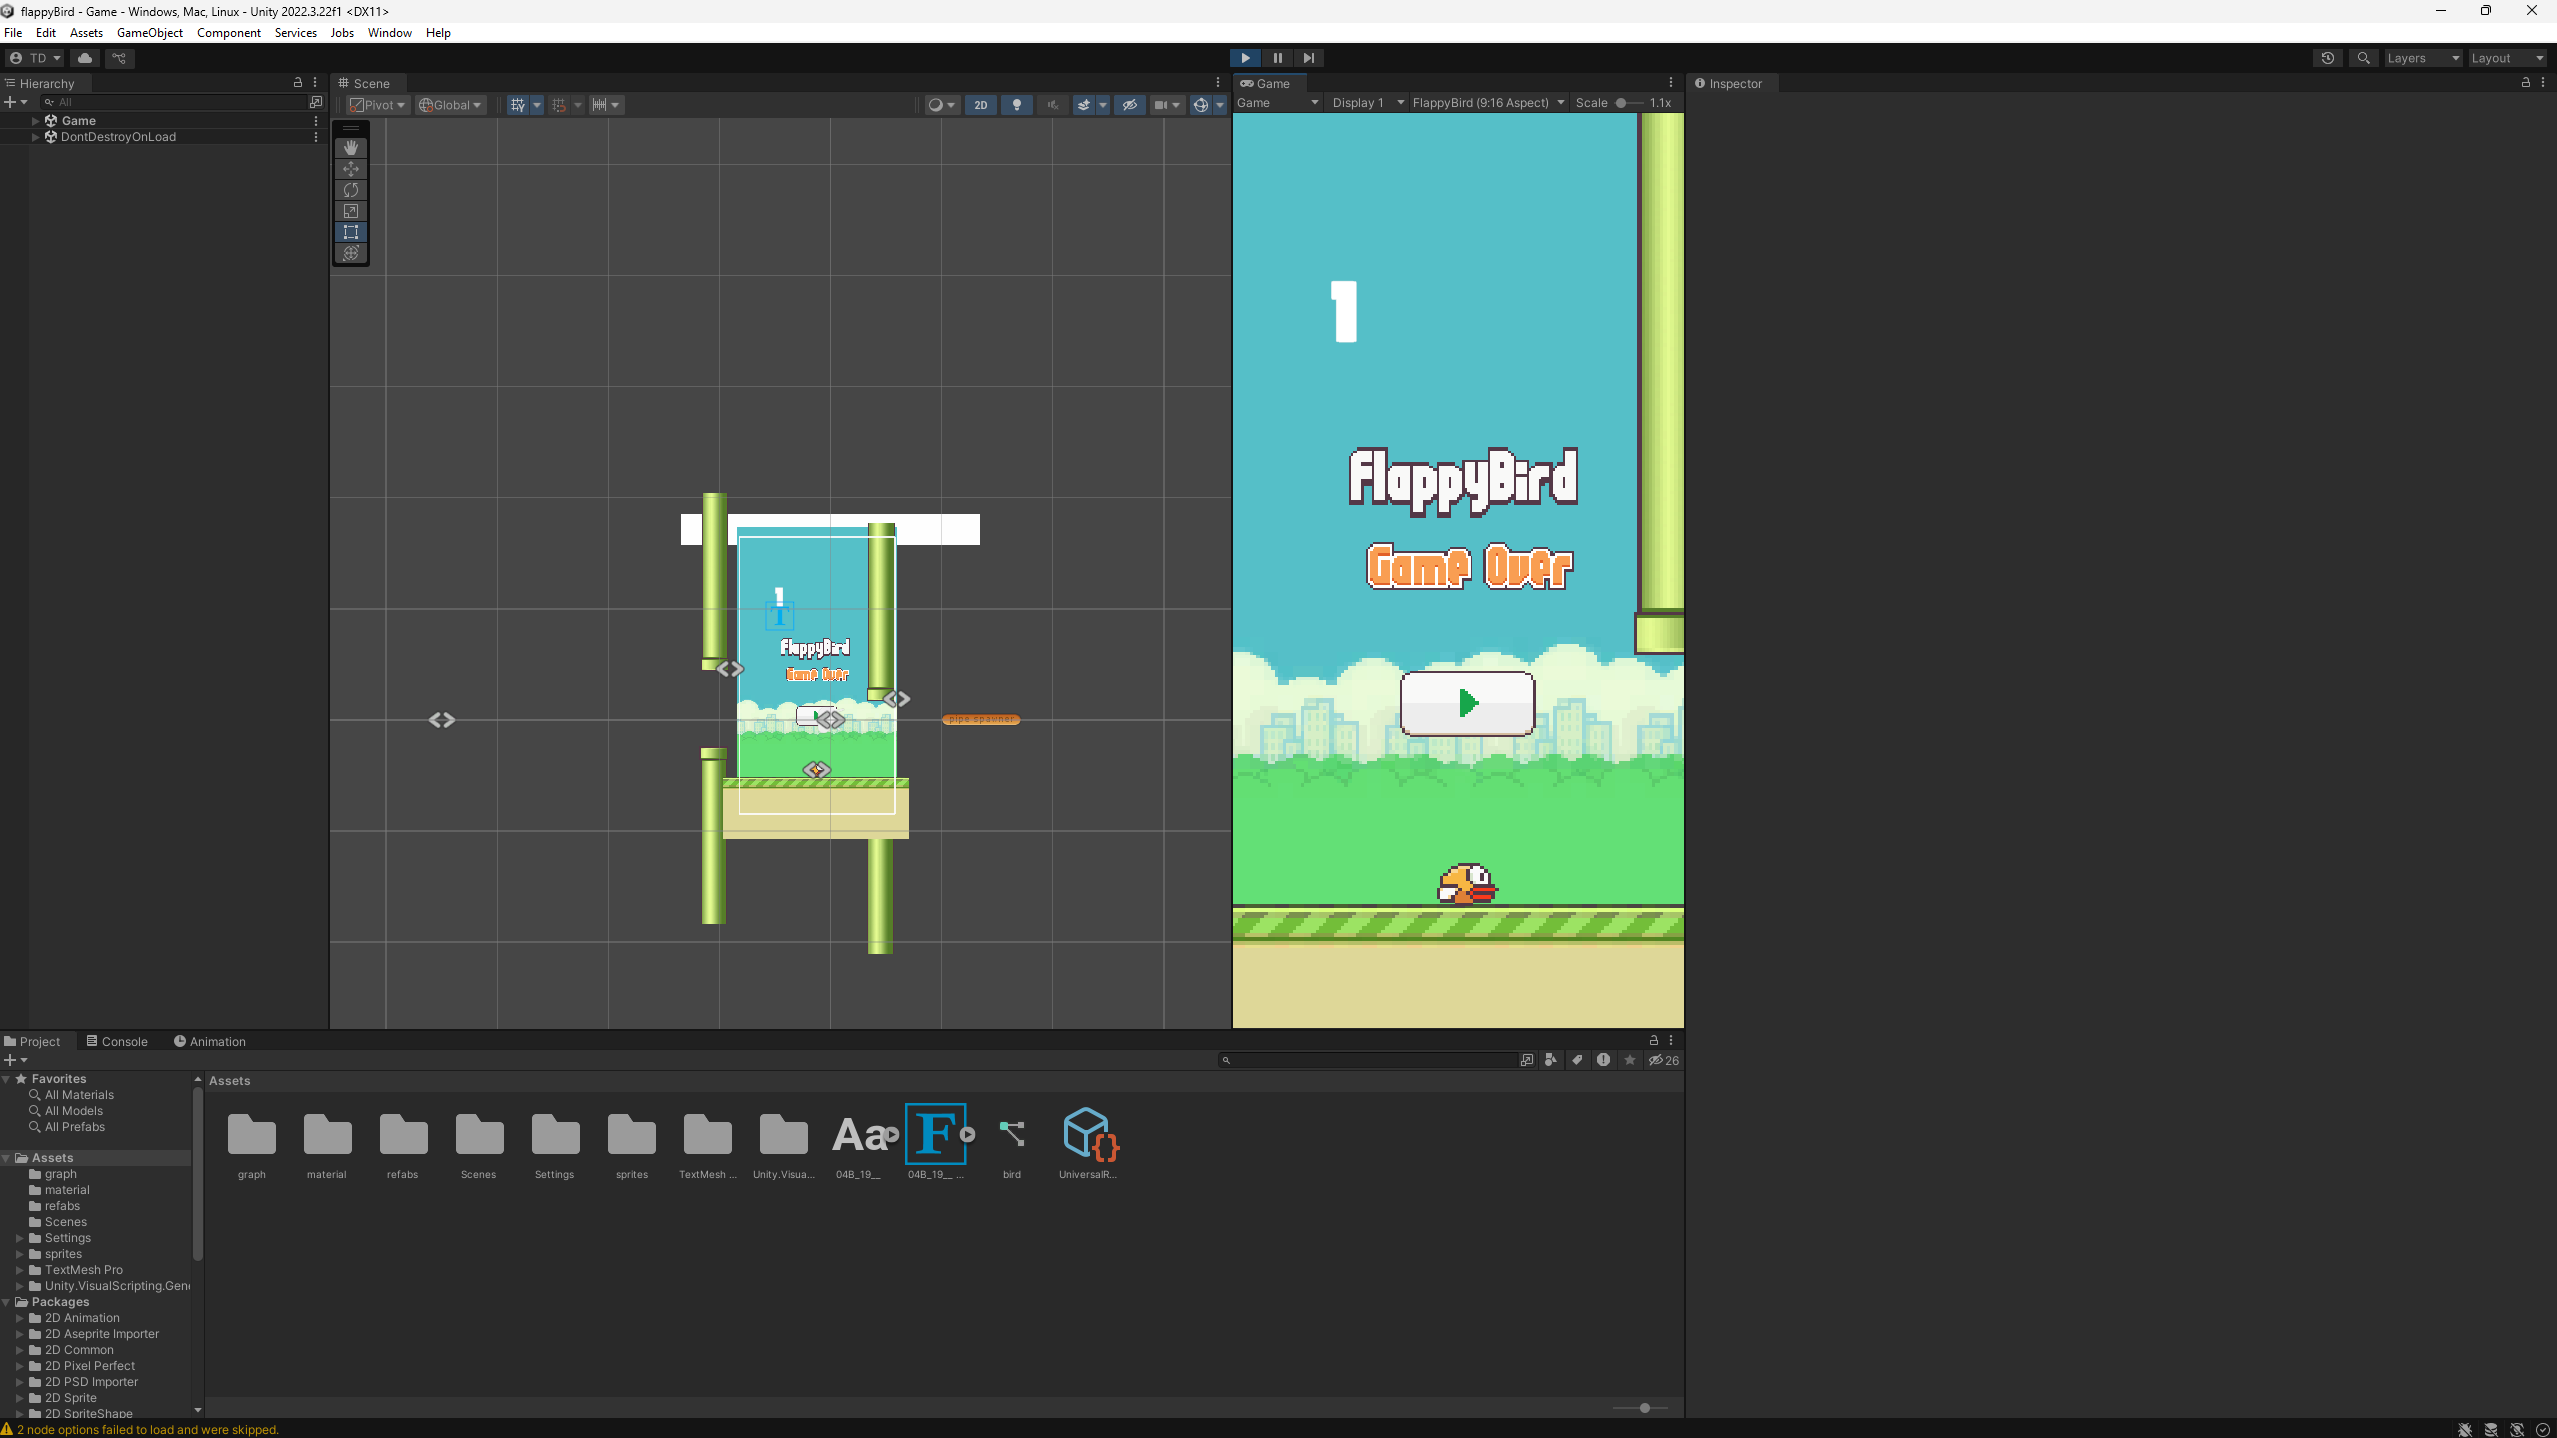 flappyBird - Game - Windows, Mac, Linux - Unity 2022.3.22f1 <DX11>
File Edit Assets GameObject Component Services Jobs Window Help
TD Layers Layout
Hierarchy Scene Game Inspector
All Pivot Global 2D Game Display 1 FlappyBird (9:16 Aspect) Scale 1.1x
Game
DontDestroyOnLoad
1
FlappyBird
Game Over
1
FlappyBird
Game Over
pipe spawner
Project Console Animation
26
Favorites
All Materials
All Models
All Prefabs
Assets
graph
material
refabs
Scenes
Settings
sprites
TextMesh Pro
Unity.VisualScripting.Gen
Packages
2D Animation
2D Aseprite Importer
2D Common
2D Pixel Perfect
2D PSD Importer
2D Sprite
2D SpriteShape
Assets
Aa F
graph material refabs Scenes Settings sprites TextMesh ... Unity.Visua... 04B_19__ 04B_19__ ... bird UniversalR...
2 node options failed to load and were skipped.